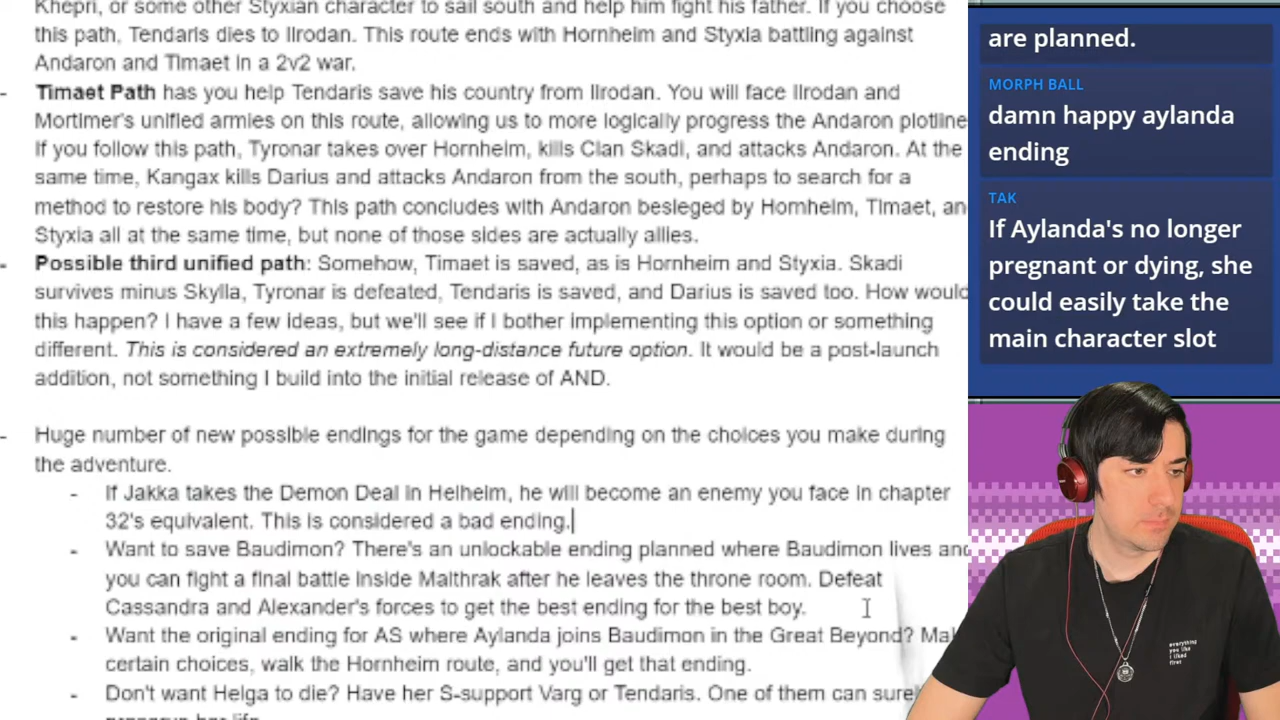 Khepri, or some other Styxian character to sail south and help him fight his father. If you choose
this path, Tendaris dies to Ilrodan. This route ends with Hornheim and Styxia battling against
Andaron and Timaet in a 2v2 war.
- Timaet Path has you help Tendaris save his country from Ilrodan. You will face Ilrodan and
Mortimer's unified armies on this route, allowing us to more logically progress the Andaron plotline
If you follow this path, Tyronar takes over Hornheim, kills Clan Skadi, and attacks Andaron. At the
same time, Kangax kills Darius and attacks Andaron from the south, perhaps to search for a
method to restore his body? This path concludes with Andaron besieged by Hornheim, Timaet, an
Styxia all at the same time, but none of those sides are actually allies.
- Possible third unified path: Somehow, Timaet is saved, as is Hornheim and Styxia. Skadi
survives minus Skylla, Tyronar is defeated, Tendaris is saved, and Darius is saved too. How would
this happen? I have a few ideas, but we'll see if I bother implementing this option or something
different. This is considered an extremely long-distance future option. It would be a post-launch
addition, not something I build into the initial release of AND.
- Huge number of new possible endings for the game depending on the choices you make during
the adventure.
- If Jakka takes the Demon Deal in Helheim, he will become an enemy you face in chapter
32's equivalent. This is considered a bad ending.
- Want to save Baudimon? There's an unlockable ending planned where Baudimon lives and
you can fight a final battle inside Malthrak after he leaves the throne room. Defeat
Cassandra and Alexander's forces to get the best ending for the best boy.
- Want the original ending for AS where Aylanda joins Baudimon in the Great Beyond? Ma
certain choices, walk the Hornheim route, and you'll get that ending.
- Don't want Helga to die? Have her S-support Varg or Tendaris. One of them can sure
are planned.
MORPH BALL
damn happy aylanda
ending
TAK
If Aylanda's no longer
pregnant or dying, she
could easily take the
main character slot
everything
you like
i liked
first